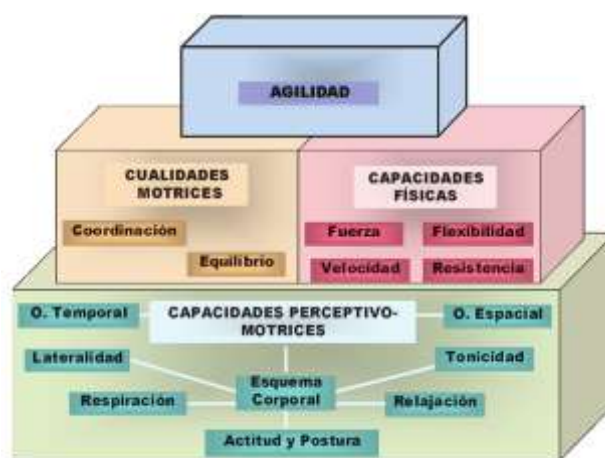 AGILIDAD
CUALIDADES
MOTRICES
Coordinación
Equilibrio
CAPACIDADES
FÍSICAS
Fuerza
Flexibilidad
Velocidad
Resistencia
O. Temporal
CAPACIDADES PERCEPTIVO-
MOTRICES
O. Espacial
Lateralidad
Tonicidad
Esquema
Corporal
Respiración
Relajación
Actitud y Postura